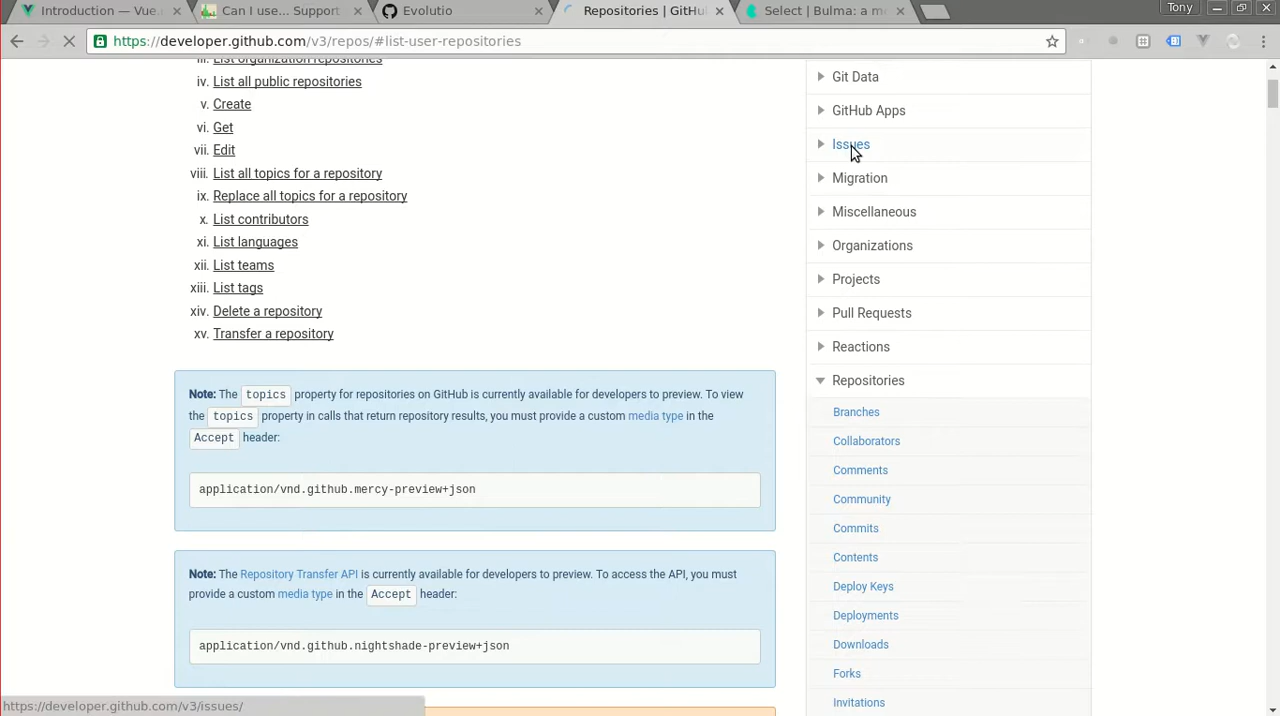 Introduction — Vue.
Can I use... Support
Evolutio
Repositories | GitHu
Select | Bulma: a m
Tony
https://developer.github.com/v3/repos/#list-user-repositories
iii. List organization repositories
iv. List all public repositories
v. Create
vi. Get
vii. Edit
viii. List all topics for a repository
ix. Replace all topics for a repository
x. List contributors
xi. List languages
xii. List teams
xiii. List tags
xiv. Delete a repository
xv. Transfer a repository
Note: The topics property for repositories on GitHub is currently available for developers to preview. To view
the topics property in calls that return repository results, you must provide a custom media type in the
Accept header:
application/vnd.github.mercy-preview+json
Note: The Repository Transfer API is currently available for developers to preview. To access the API, you must
provide a custom media type in the Accept header:
application/vnd.github.nightshade-preview+json
Git Data
GitHub Apps
Issues
Migration
Miscellaneous
Organizations
Projects
Pull Requests
Reactions
Repositories
Branches
Collaborators
Comments
Community
Commits
Contents
Deploy Keys
Deployments
Downloads
Forks
Invitations
https://developer.github.com/v3/issues/